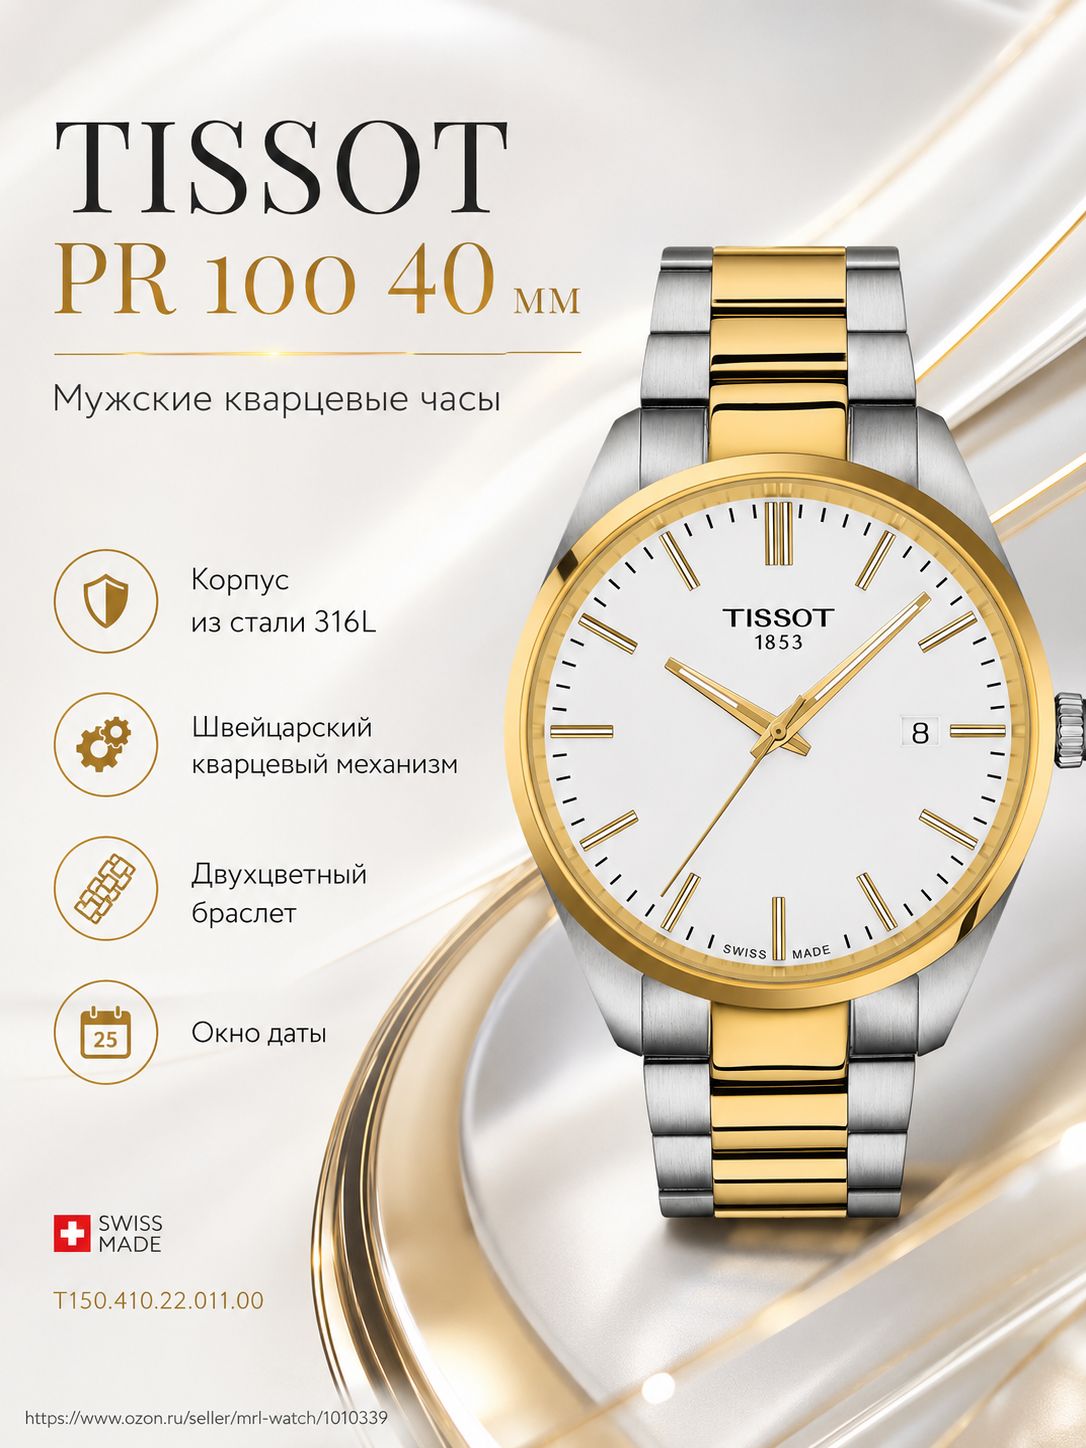 TISSOT
PR 100 40 мм
Мужские кварцевые часы
Корпус
из стали 316L
Швейцарский
кварцевый механизм
Двухцветный
браслет
25
Окно даты
TISSOT
1853
8
SWISS MADE
SWISS
MADE
T150.410.22.011.00
https://www.ozon.ru/seller/mrl-watch/1010339